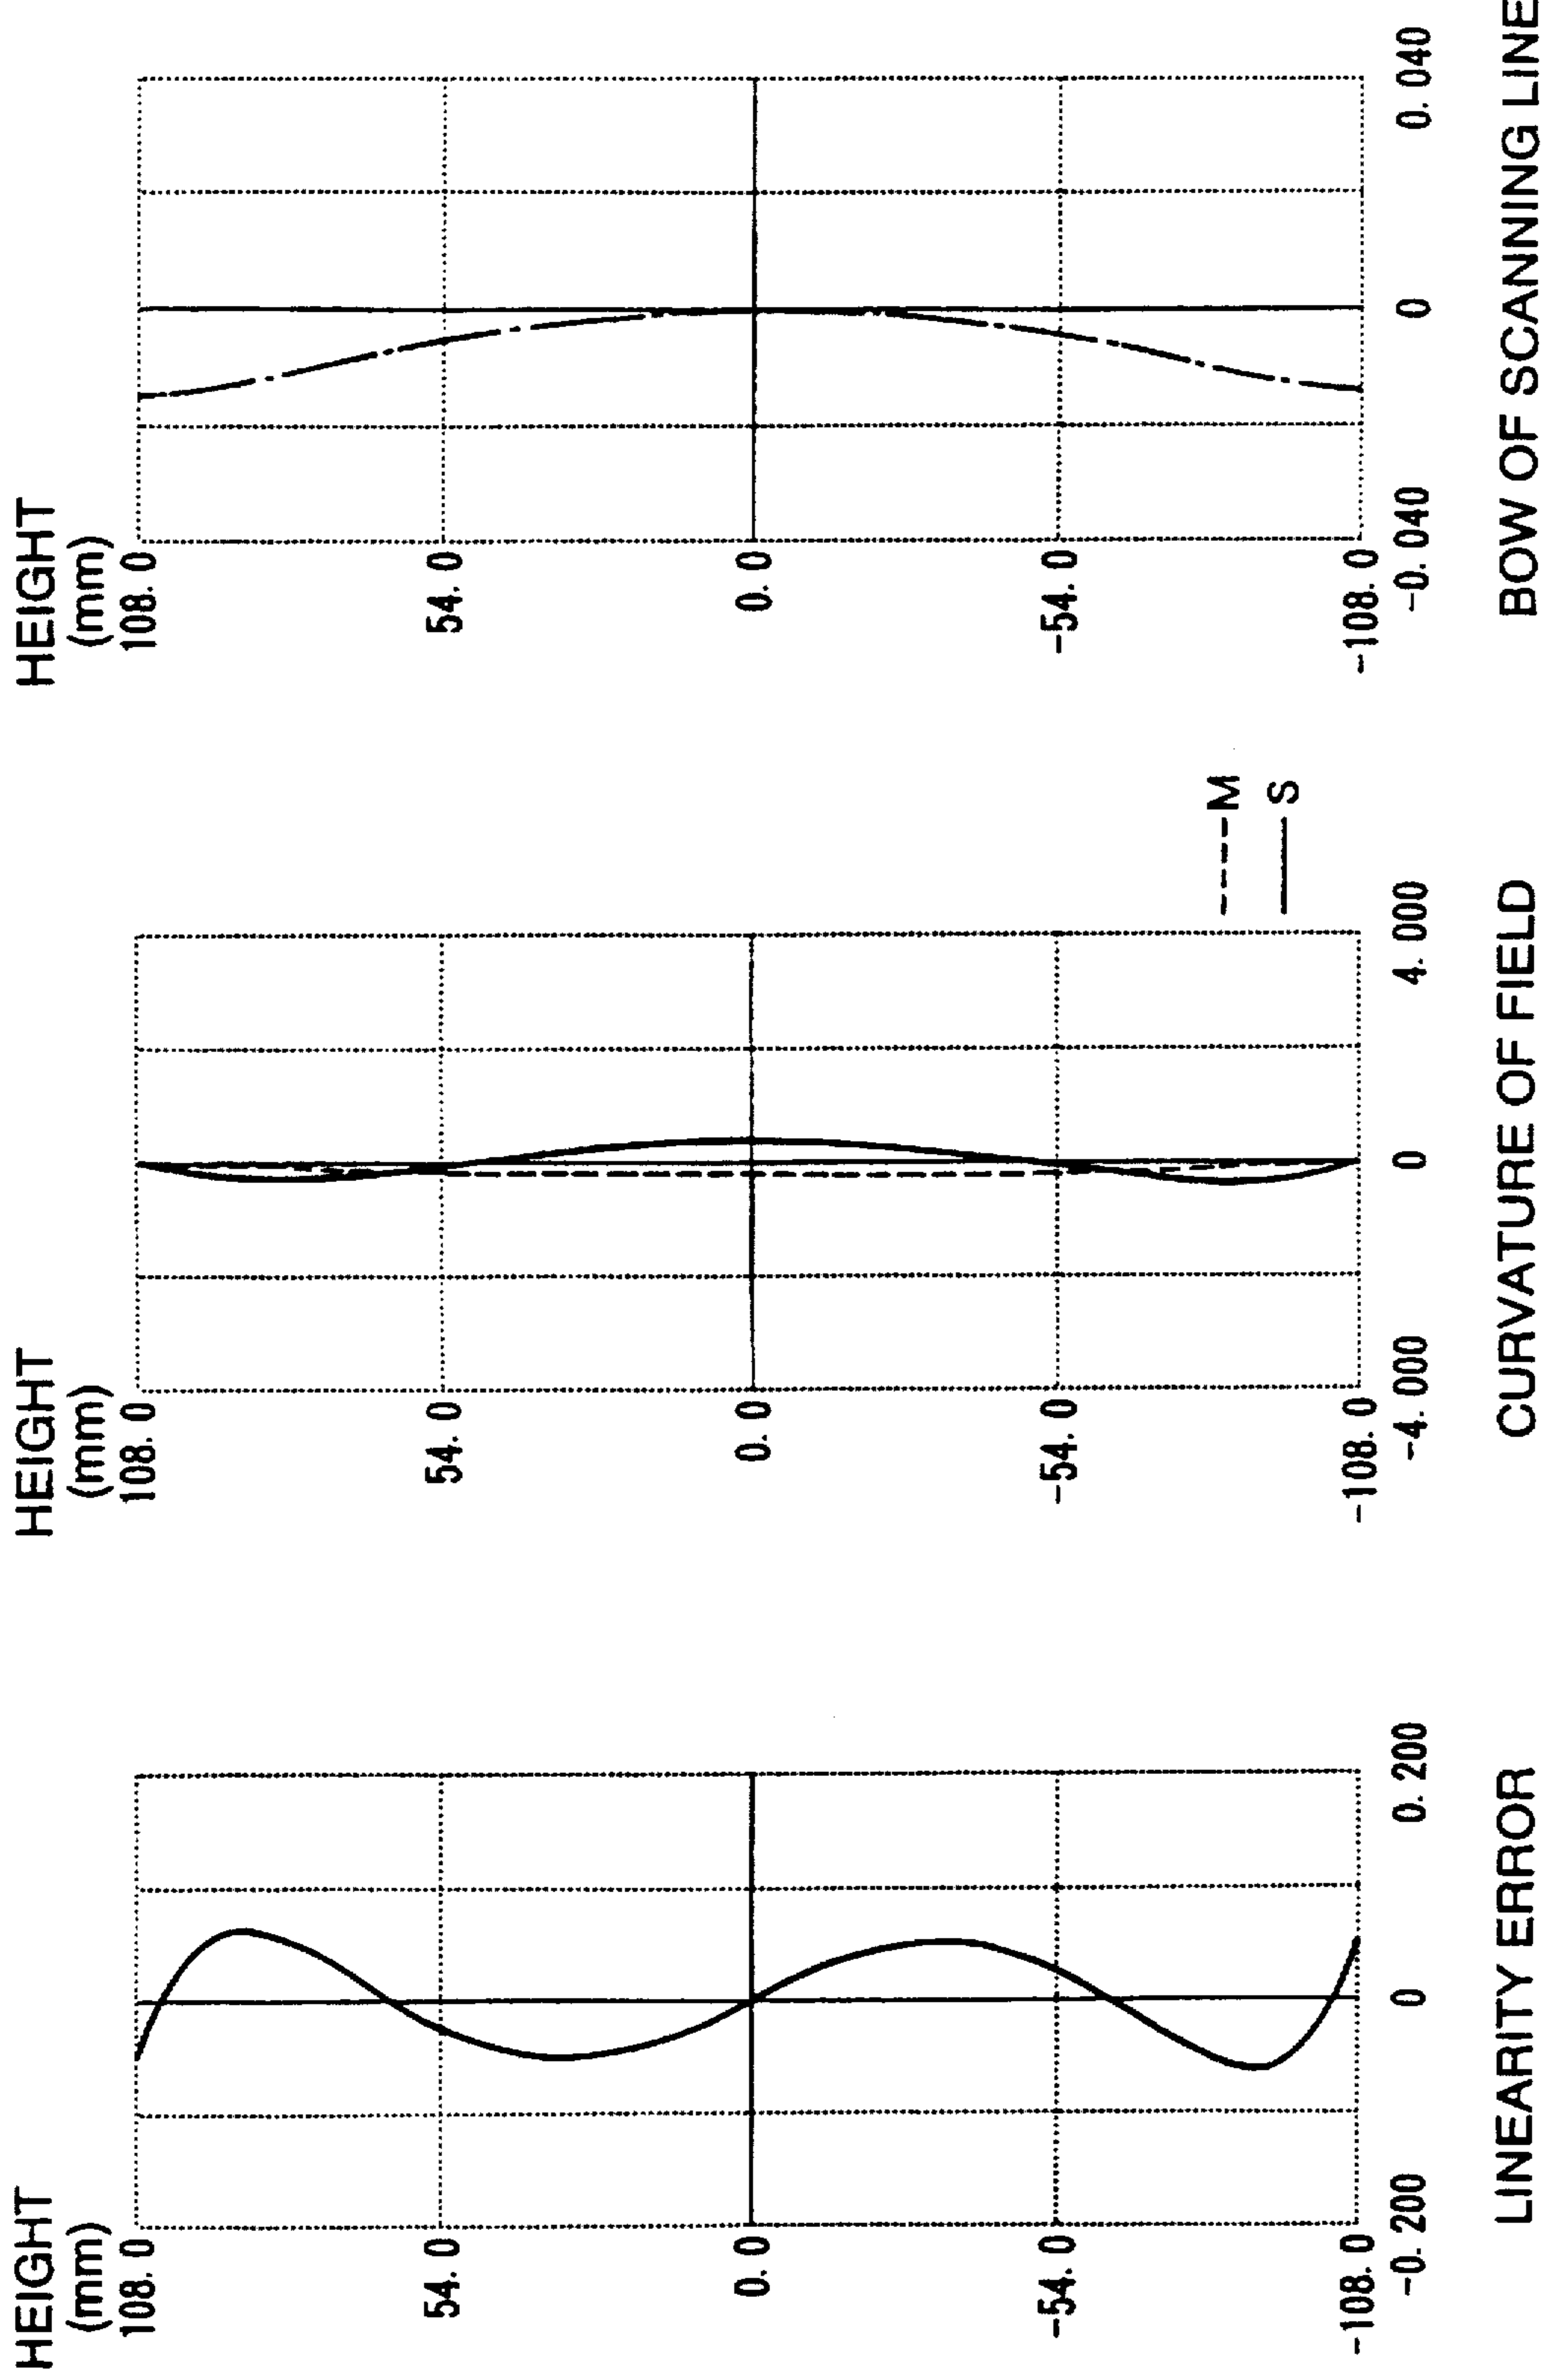 HEIGHT
(mm)
108. 0
54. 0
0. 0
-54. 0
-108. 0
-0. 200
0
0. 200
LINEARITY ERROR
HEIGHT
(mm)
108. 0
54. 0
0. 0
-54. 0
-108. 0
-4. 000
0
4. 000
M
S
CURVATURE OF FIELD
HEIGHT
(mm)
108. 0
54. 0
0. 0
-54. 0
-108. 0
-0. 040
0
0. 040
BOW OF SCANNING LINE